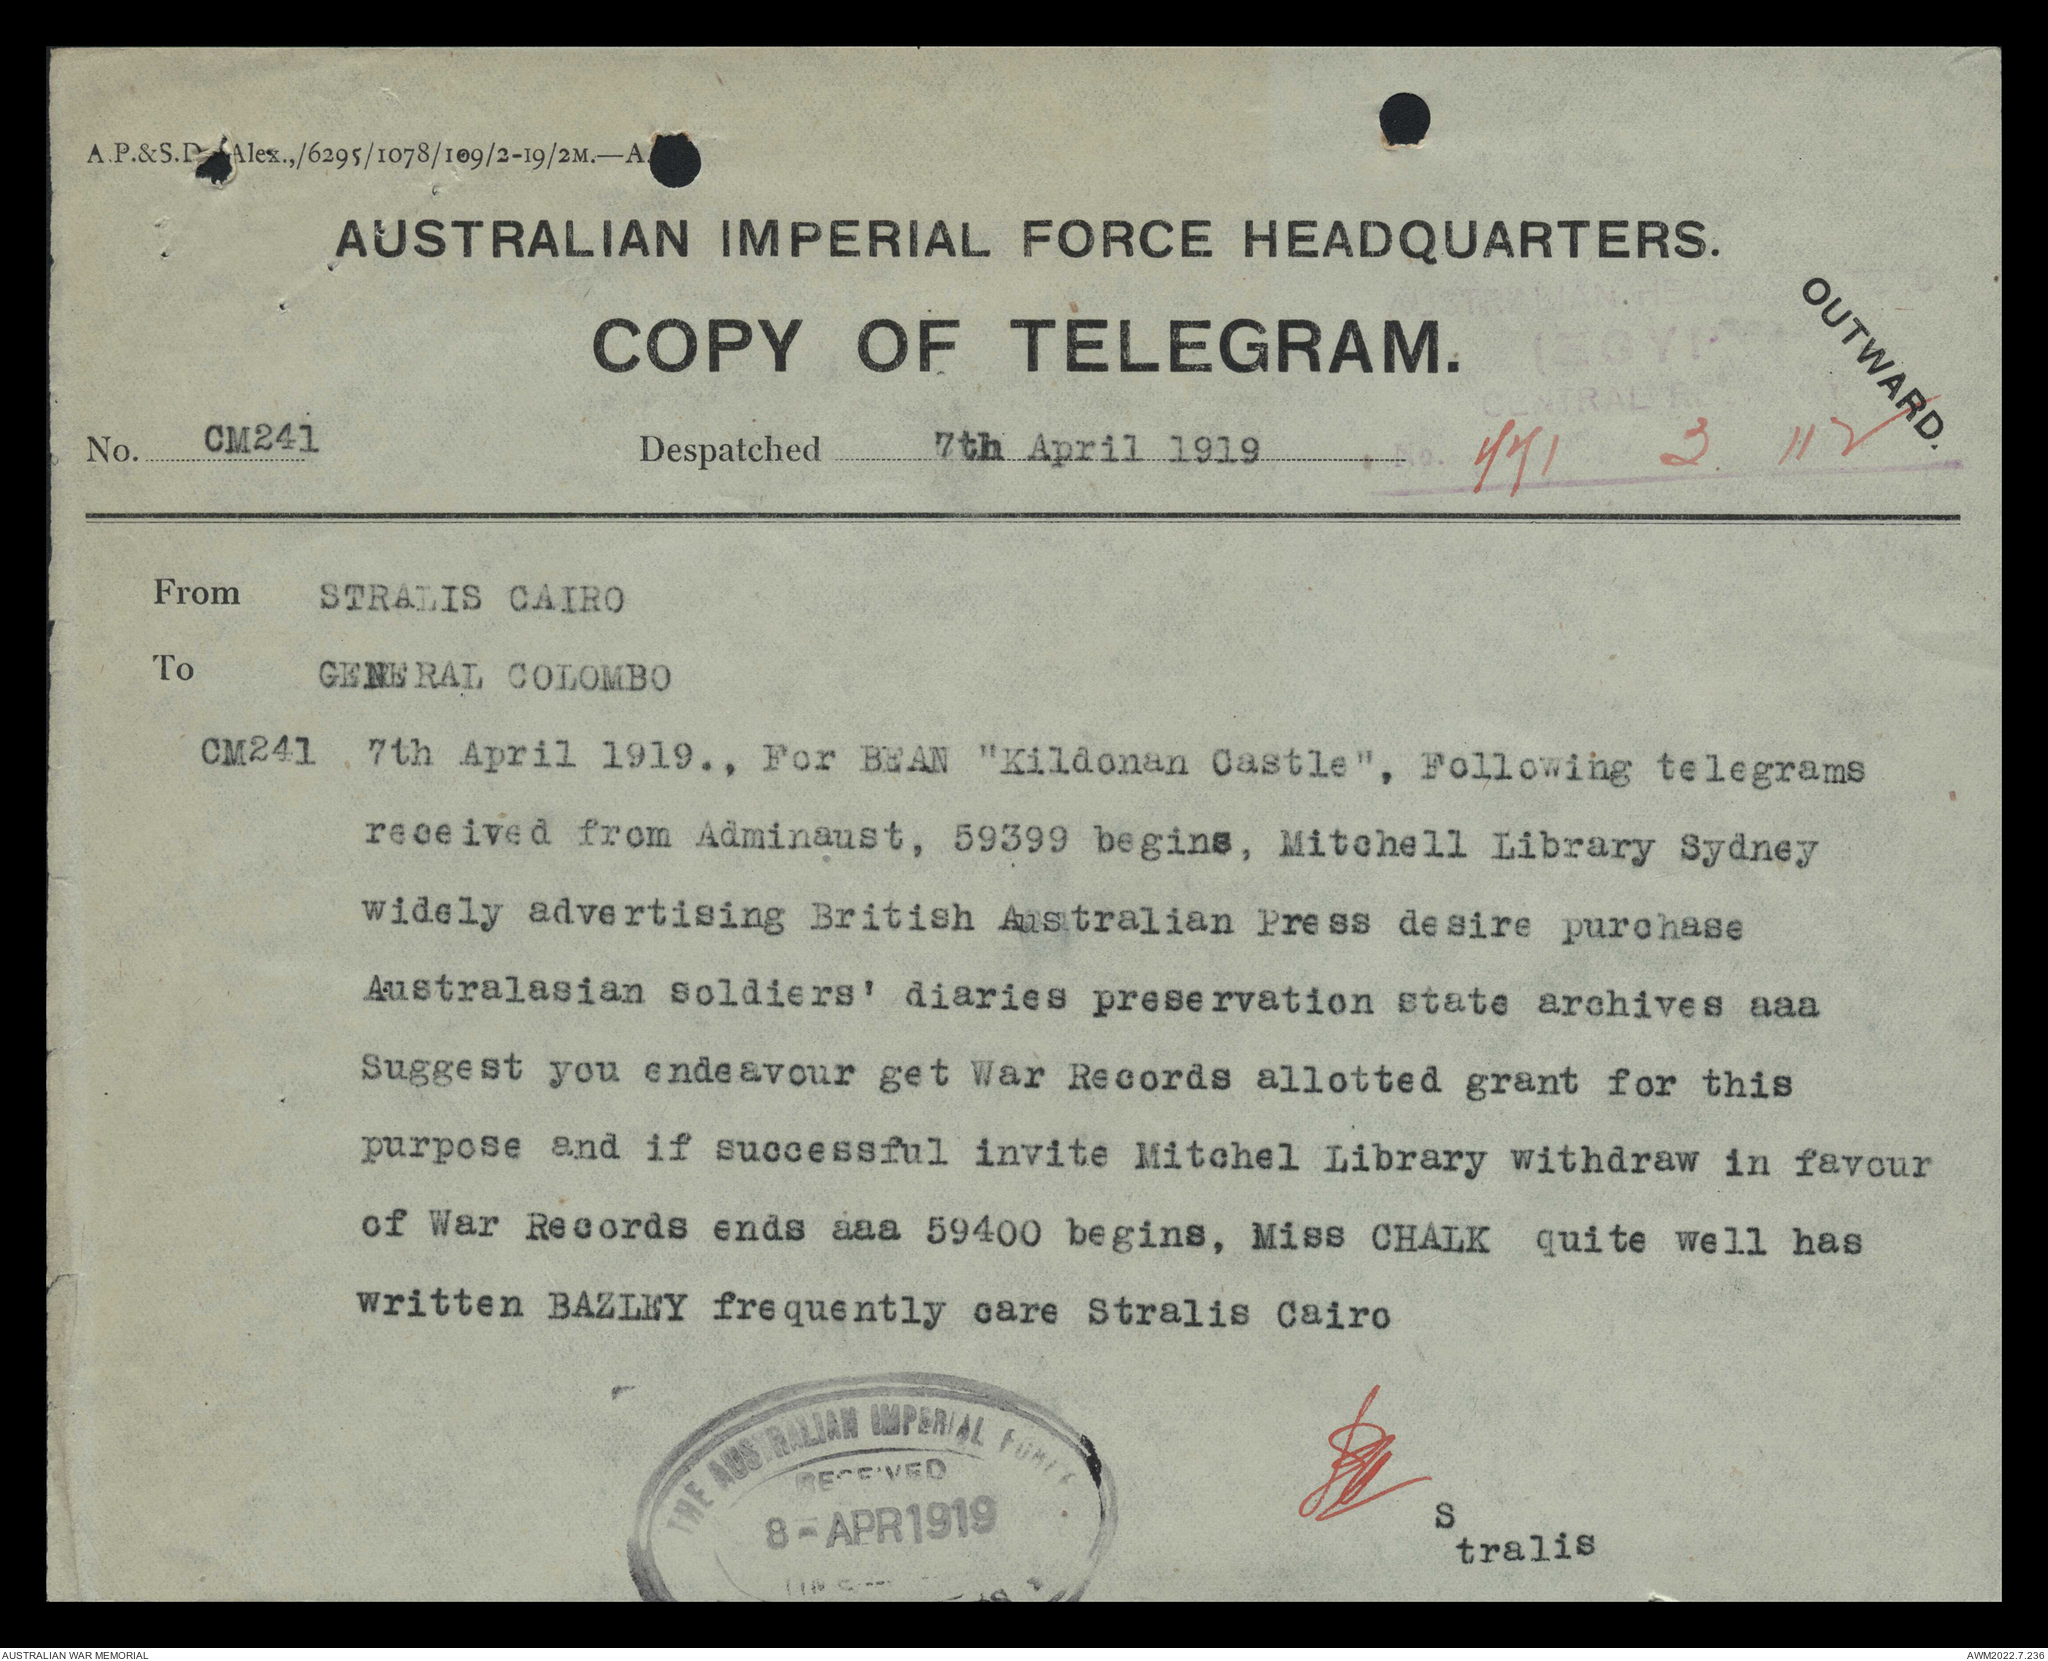 A.P.&S.D. Alex.,/6295/1078/109/2-19/2M.—A.
AUSTRALIAN IMPERIAL FORCE HEADQUARTERS.
COPY OF TELEGRAM.
OUTWARD.
No. CM241 Despatched 7th April 1919 No. 441 3 112
From STRALIS CAIRO
To GENERAL COLOMBO
CM241 7th April 1919., For BEAN "Kildonan Castle", Following telegrams
received from Adminaust, 59399 begins, Mitchell Library Sydney
widely advertising British Australian Press desire purchase
Australasian soldiers' diaries preservation state archives aaa
Suggest you endeavour get War Records allotted grant for this
purpose and if successful invite Mitchel Library withdraw in favour
of War Records ends aaa 59400 begins, Miss CHALK quite well has
written BAZLEY frequently care Stralis Cairo
THE AUSTRALIAN IMPERIAL FORCE
RECEIVED
8-APR 1919
Stralis
AUSTRALIAN WAR MEMORIAL
AWM2022.7.236